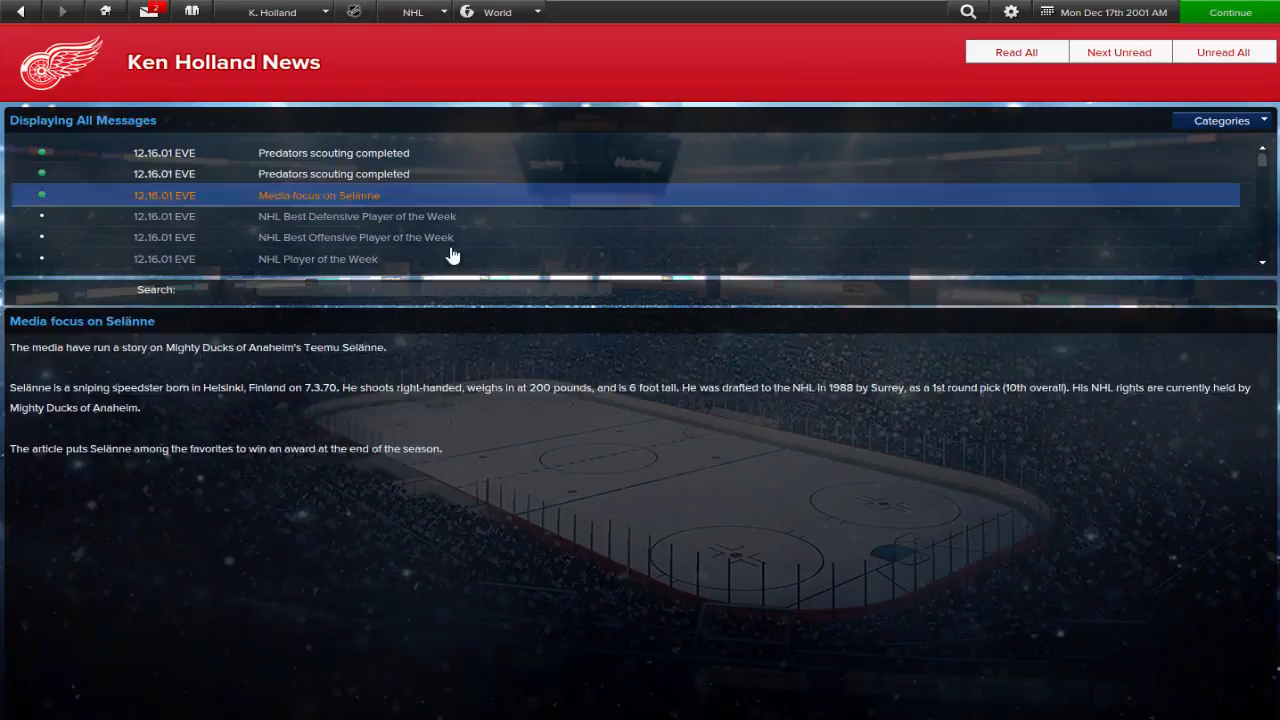 2
K. Holland
NHL
World
Mon Dec 17th 2001 AM
Continue
Ken Holland News
Read All
Next Unread
Unread All
Displaying All Messages
Categories
12.16.01 EVE Predators scouting completed
12.16.01 EVE Predators scouting completed
12.16.01 EVE Media focus on Selänne
12.16.01 EVE NHL Best Defensive Player of the Week
12.16.01 EVE NHL Best Offensive Player of the Week
12.16.01 EVE NHL Player of the Week
Search:
Media focus on Selänne
The media have run a story on Mighty Ducks of Anaheim's Teemu Selänne.
Selänne is a sniping speedster born in Helsinki, Finland on 7.3.70. He shoots right-handed, weighs in at 200 pounds, and is 6 foot tall. He was drafted to the NHL in 1988 by Surrey, as a 1st round pick (10th overall). His NHL rights are currently held by
Mighty Ducks of Anaheim.
The article puts Selänne among the favorites to win an award at the end of the season.